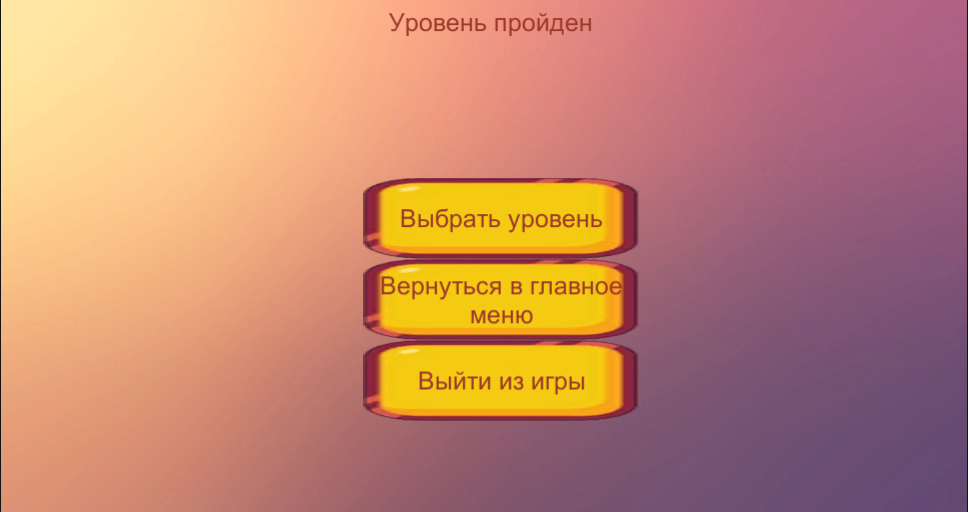 Уровень пройден
Выбрать уровень
Вернуться в главное
меню
Выйти из игры